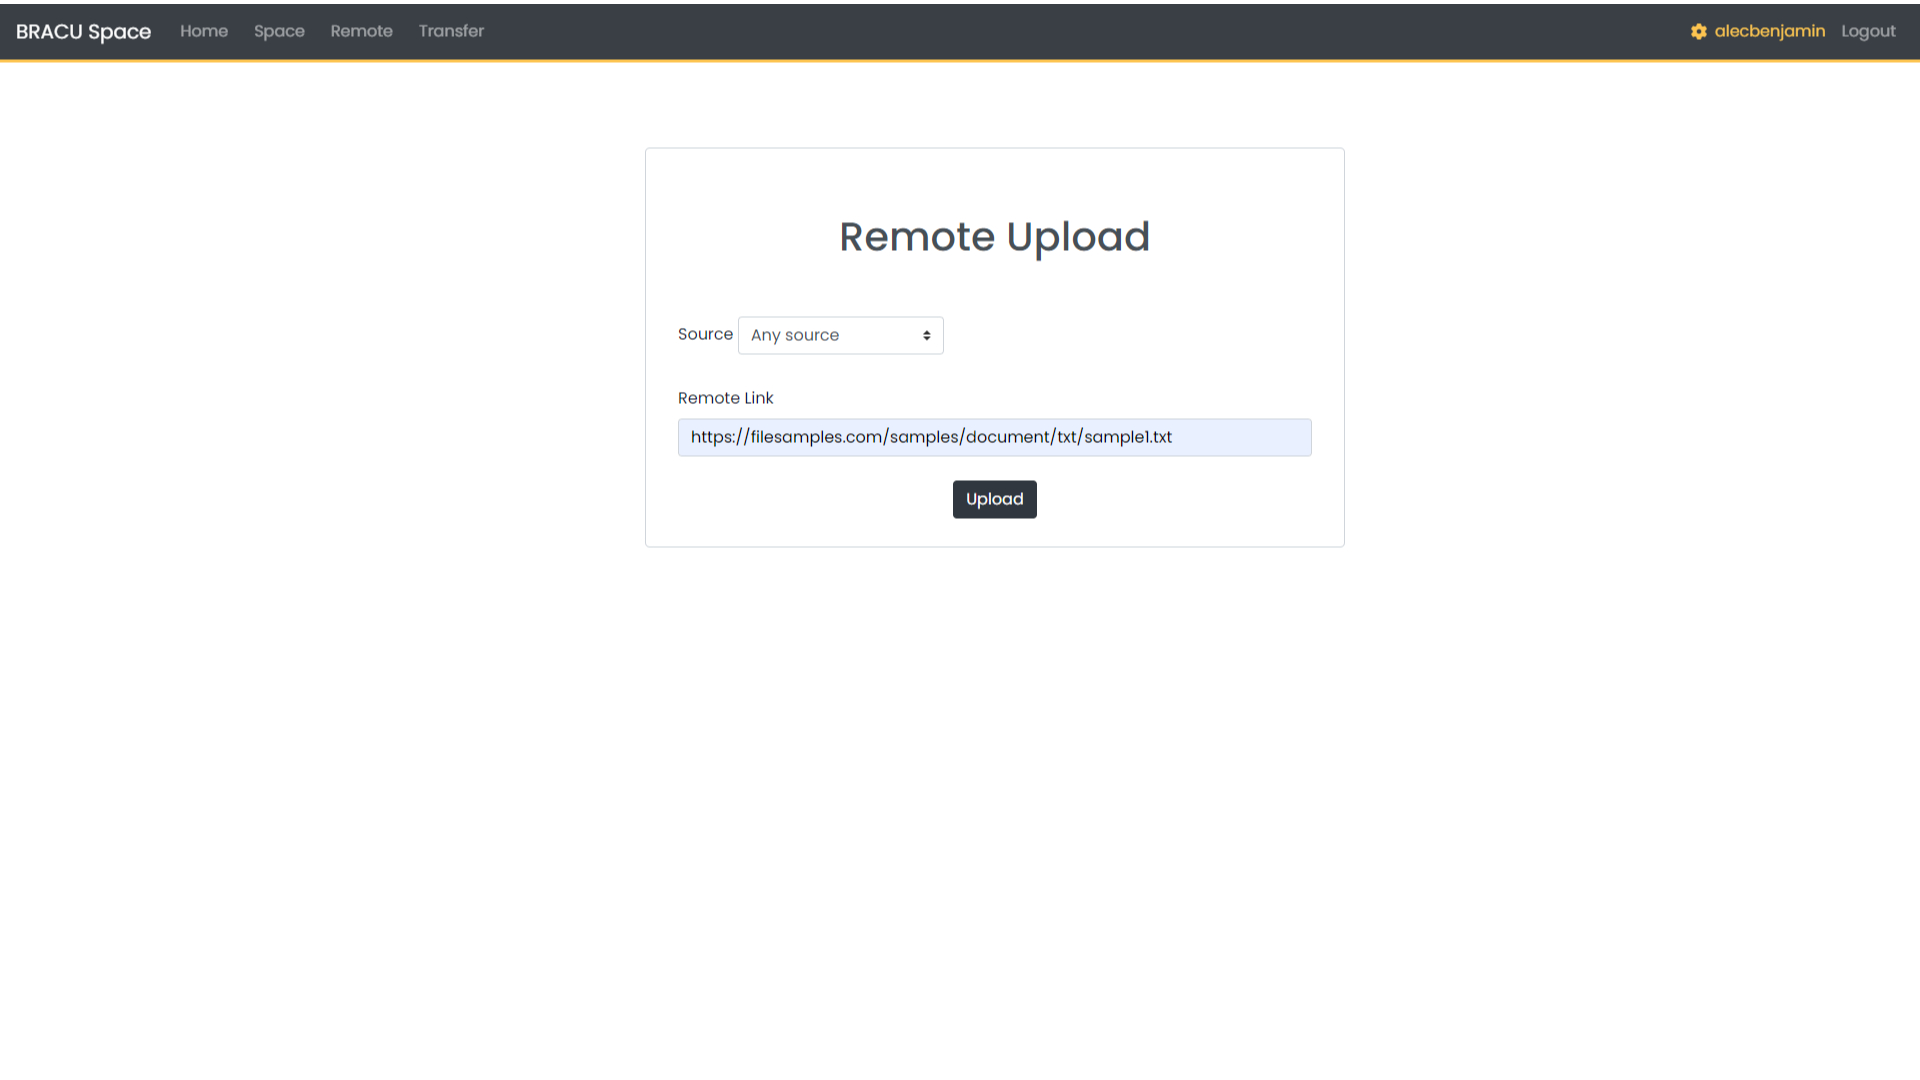 BRACU Space Home Space Remote Transfer alecbenjamin Logout
Remote Upload
Source Any source
Remote Link
https://filesamples.com/samples/document/txt/sample1.txt
Upload